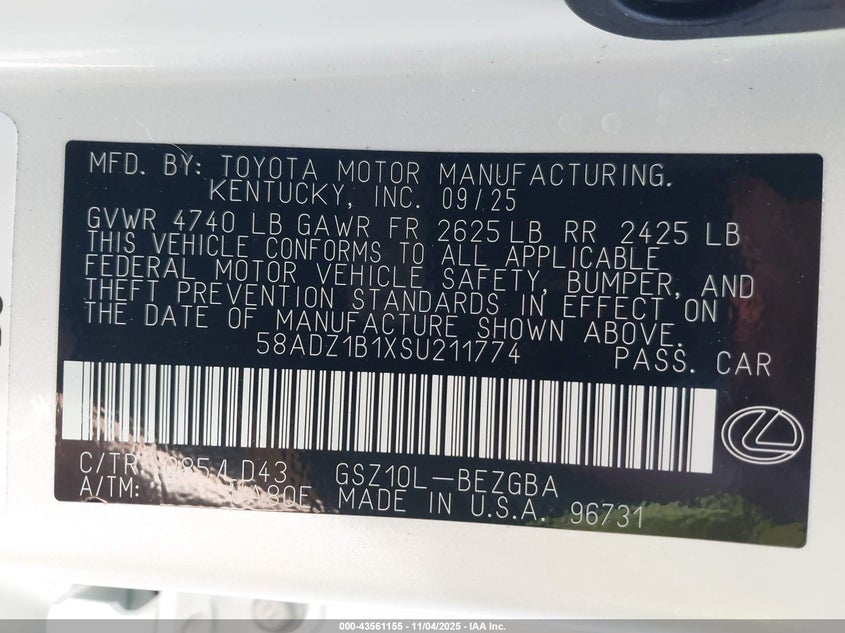 MFD. BY: TOYOTA MOTOR MANUFACTURING.
KENTUCKY, INC. 09/25
GVWR 4740 LB GAWR FR 2625 LB RR 2425 LB
THIS VEHICLE CONFORMS TO ALL APPLICABLE
FEDERAL MOTOR VEHICLE SAFETY, BUMPER, AND
THEFT PREVENTION STANDARDS IN EFFECT ON
THE DATE OF MANUFACTURE SHOWN ABOVE.
58ADZ1B1XSU211774 PASS. CAR
C/TR: D43 GSZ10L-BEZGBA
A/TM: MADE IN U.S.A. 96731
000-43561155 - 11/04/2025 - IAA Inc.